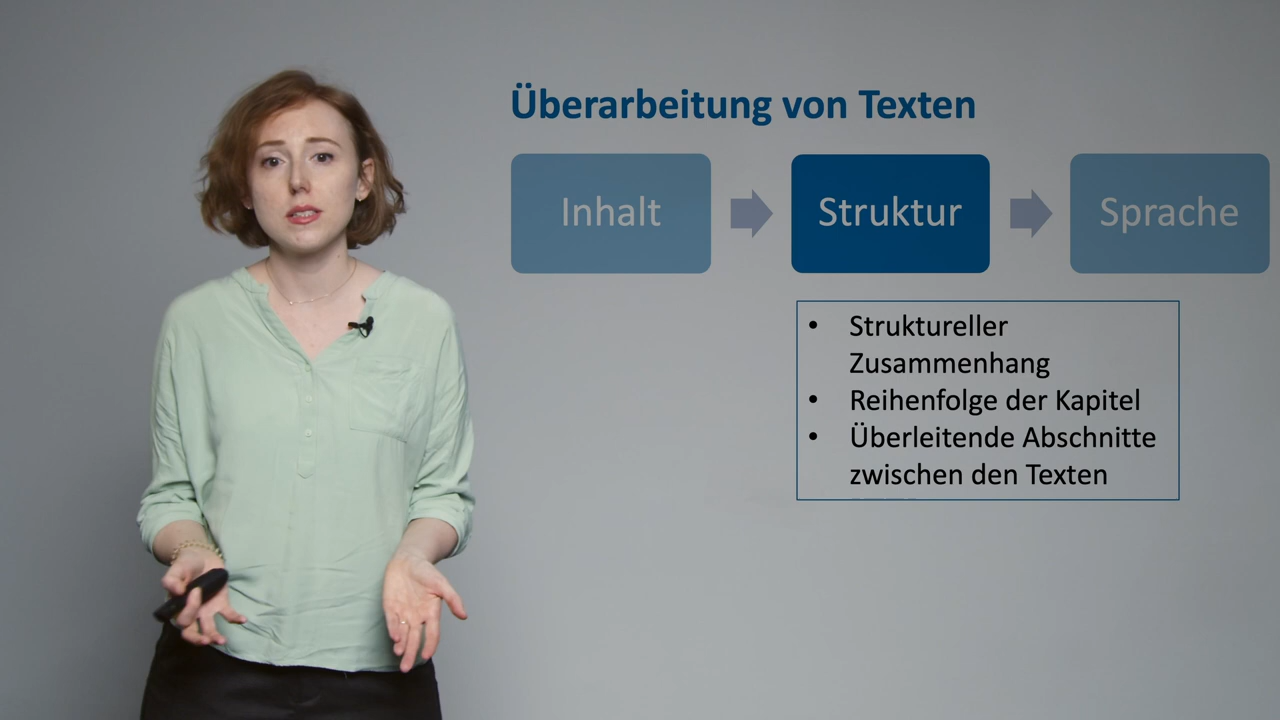 Überarbeitung von Texten
Inhalt
Struktur
Sprache
• Struktureller
Zusammenhang
• Reihenfolge der Kapitel
• Überleitende Abschnitte
zwischen den Texten